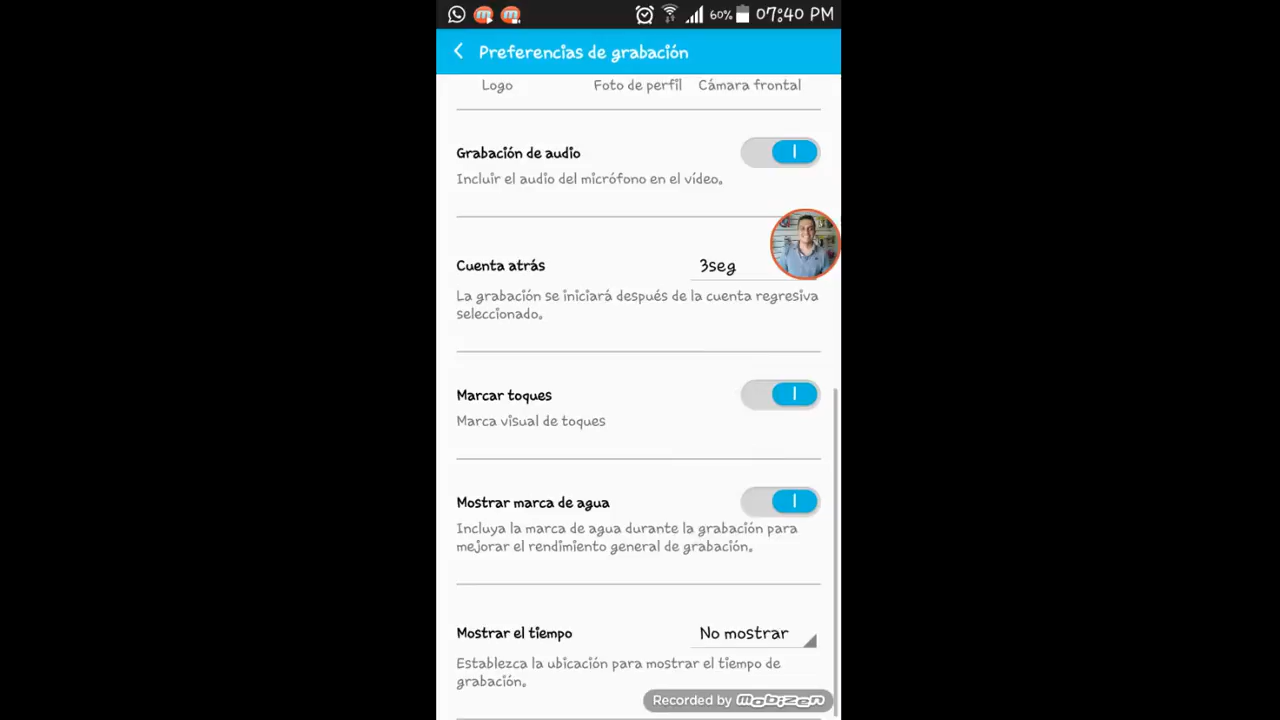 60% 07:40 PM
Preferencias de grabación
Logo Foto de perfil Cámara frontal
Grabación de audio
Incluir el audio del micrófono en el vídeo.
Cuenta atrás 3seg
La grabación se iniciará después de la cuenta regresiva
seleccionado.
Marcar toques
Marca visual de toques
Mostrar marca de agua
Incluya la marca de agua durante la grabación para
mejorar el rendimiento general de grabación.
Mostrar el tiempo No mostrar
Establezca la ubicación para mostrar el tiempo de
grabación.
Recorded by mobizen